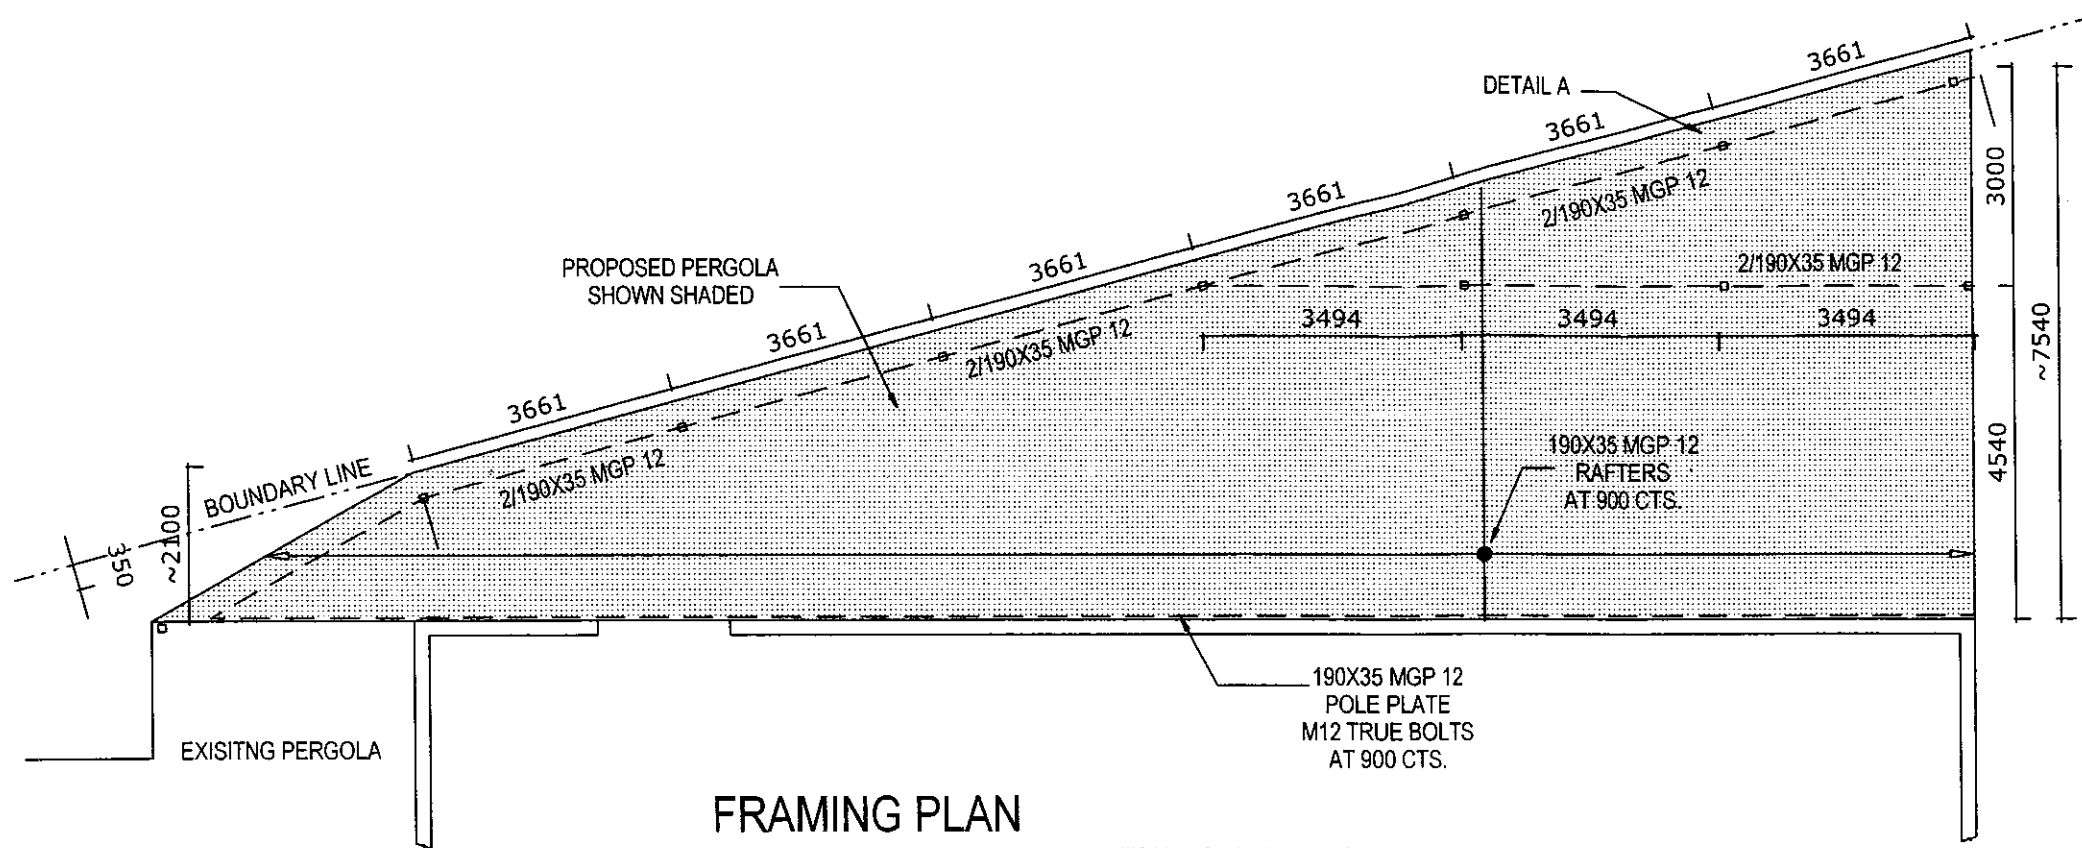 3661
DETAIL A
3661
3661
3000
3661
2/190X35 MGP 12
PROPOSED PERGOLA
SHOWN SHADED
3661
2/190X35 MGP 12
3661
3494
3494
3494
~7540
2/190X35 MGP 12
3661
190X35 MGP 12
RAFTERS
AT 900 CTS.
4540
BOUNDARY LINE
2/190X35 MGP 12
~2100
350
190X35 MGP 12
POLE PLATE
M12 TRUE BOLTS
AT 900 CTS.
EXISITNG PERGOLA
FRAMING PLAN